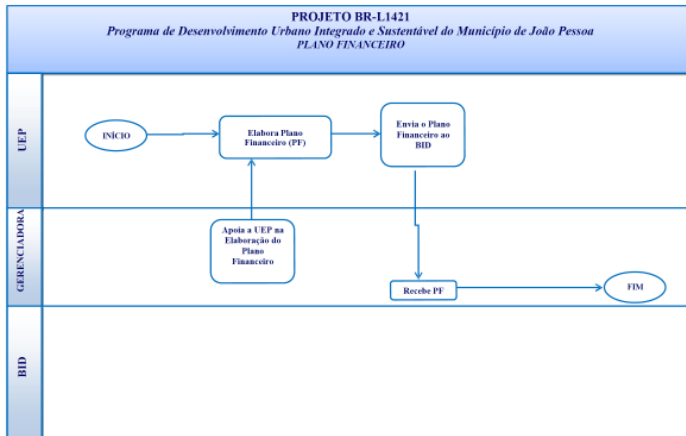 PROJETO BR-L1421
Programa de Desenvolvimento Urbano Integrado e Sustentável do Município de João Pessoa
PLANO FINANCEIRO
UEP
INÍCIO
Elabora Plano
Financeiro (PF)
Envia o Plano
Financeiro ao
BID
GERENCIADORA
Apoia a UEP na
Elaboração do
Plano
Financeiro
Recebe PF
FIM
BID